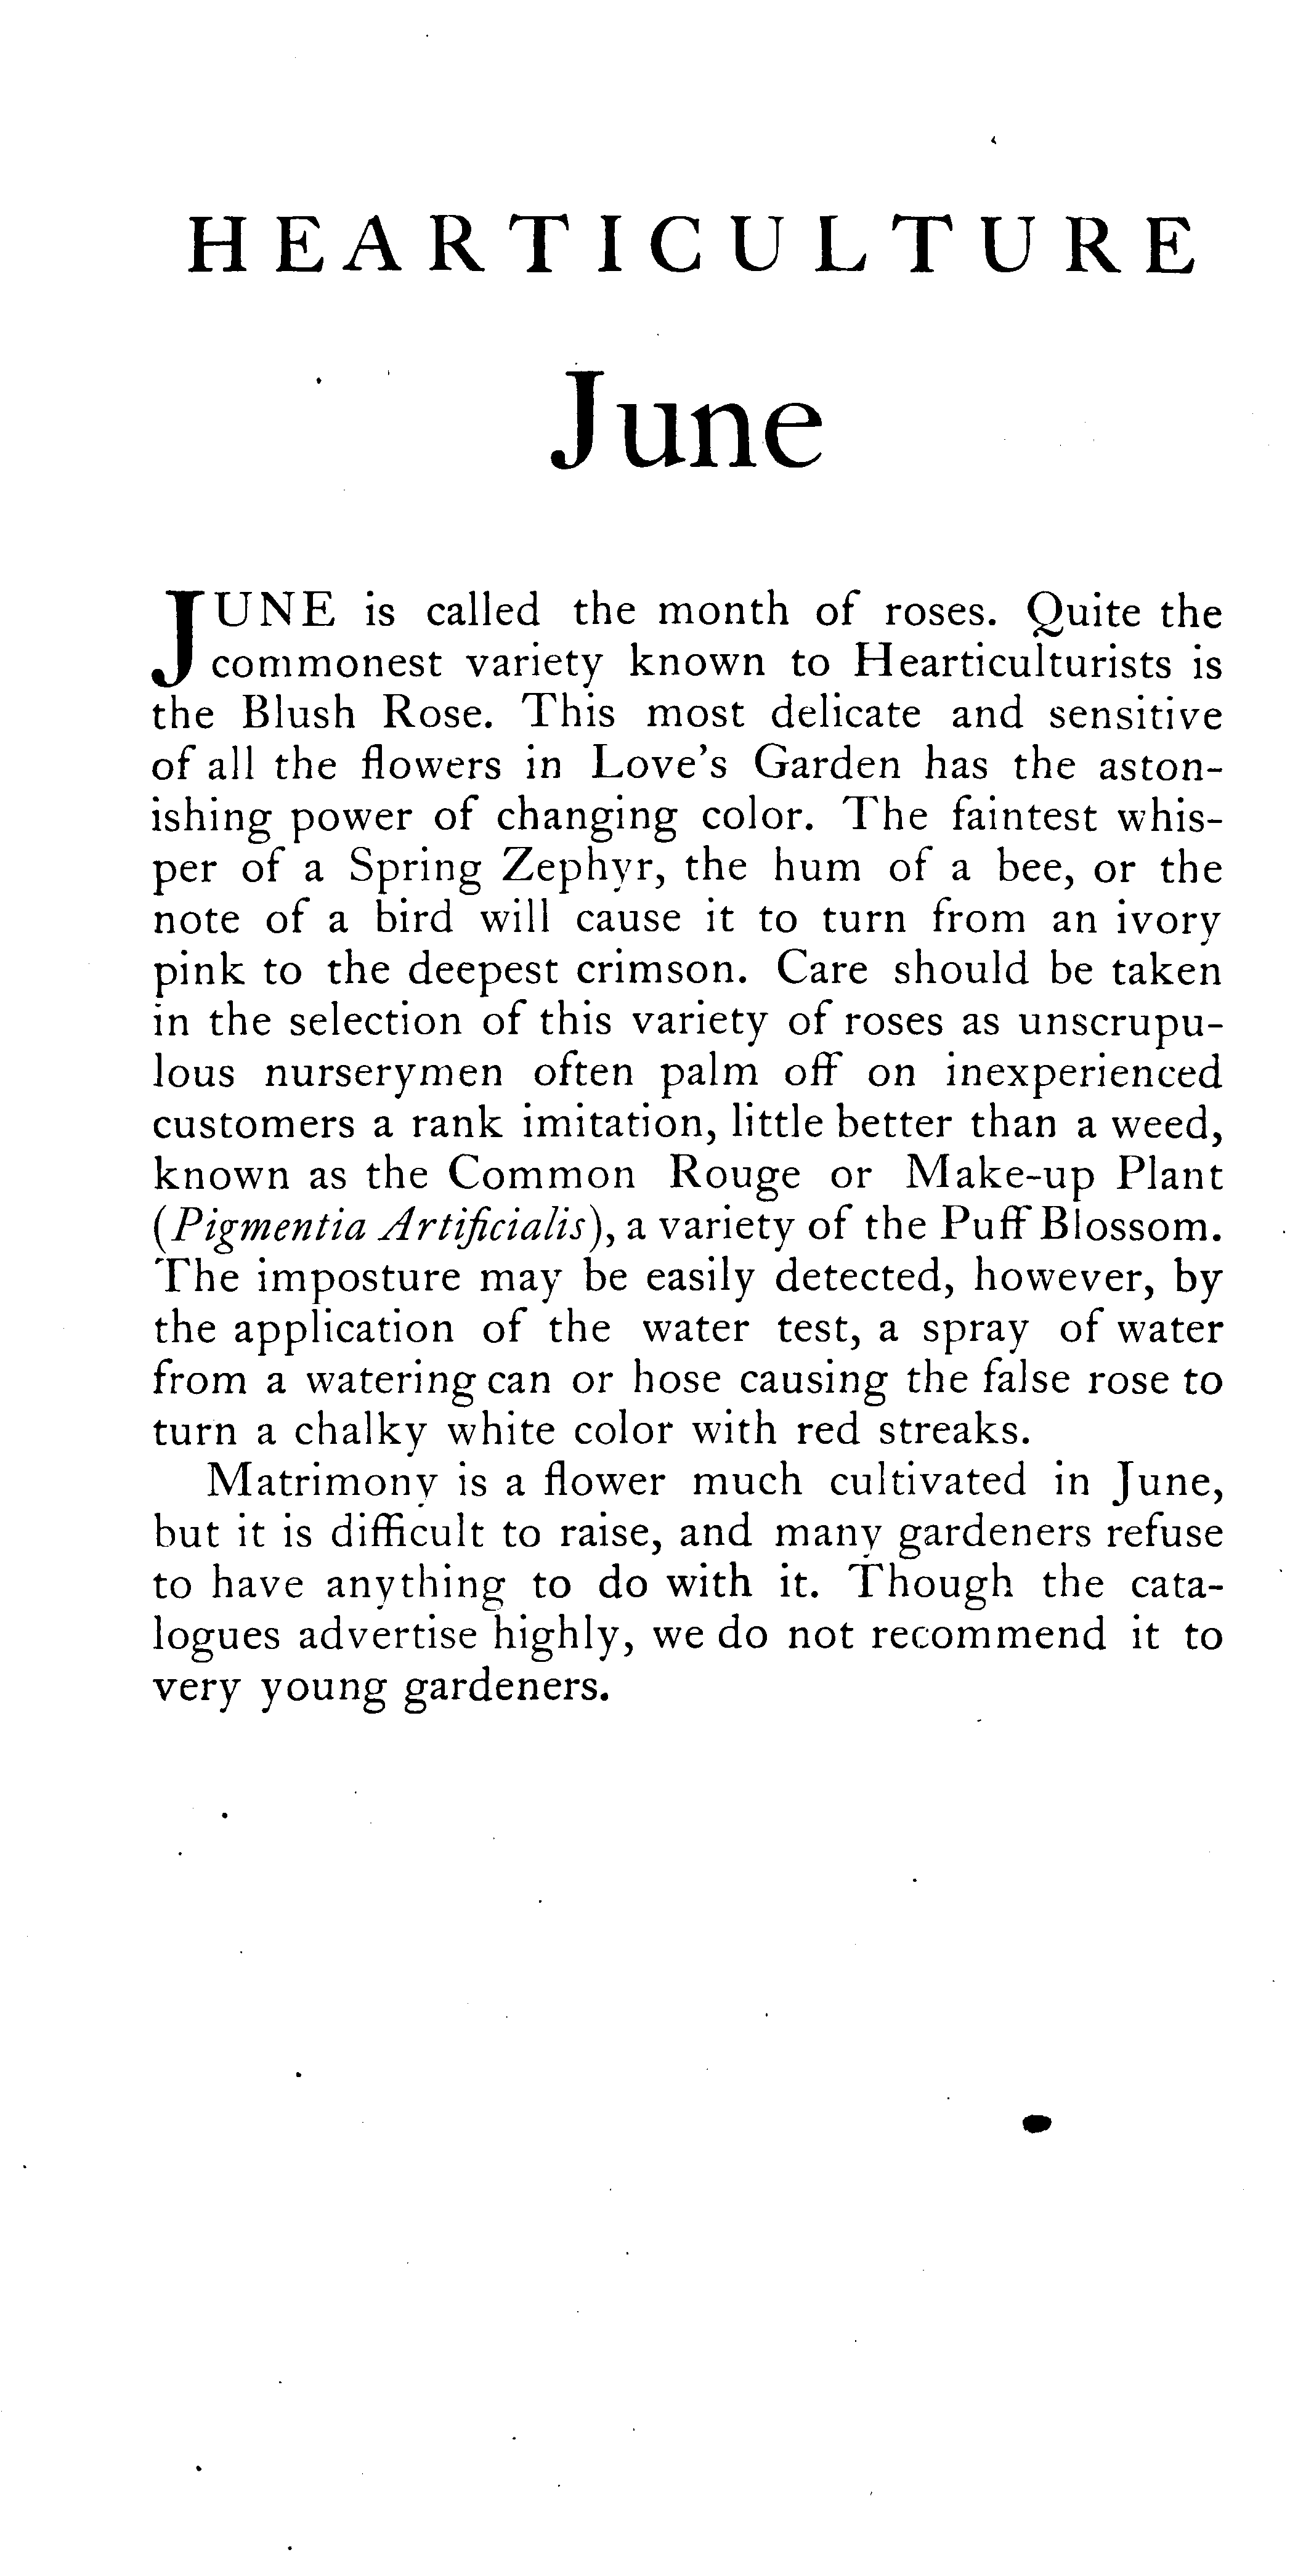 HEARTICULTURE
June
JUNE is called the month of roses. Quite the
commonest variety known to Hearticulturists is
the Blush Rose. This most delicate and sensitive
of all the flowers in Love's Garden has the aston-
ishing power of changing color. The faintest whis-
per of a Spring Zephyr, the hum of a bee, or the
note of a bird will cause it to turn from an ivory
pink to the deepest crimson. Care should be taken
in the selection of this variety of roses as unscrupu-
lous nurserymen often palm off on inexperienced
customers a rank imitation, little better than a weed,
known as the Common Rouge or Make-up Plant
(Pigmentia Artificialis), a variety of the Puff Blossom.
The imposture may be easily detected, however, by
the application of the water test, a spray of water
from a watering can or hose causing the false rose to
turn a chalky white color with red streaks.
Matrimony is a flower much cultivated in June,
but it is difficult to raise, and many gardeners refuse
to have anything to do with it. Though the cata-
logues advertise highly, we do not recommend it to
very young gardeners.